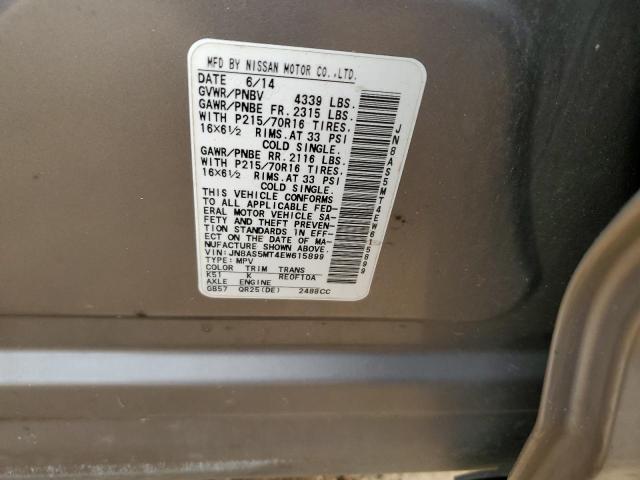 MFD BY NISSAN MOTOR CO.,LTD.
DATE 6/14
GVWR/PNBV 4339 LBS.
GAWR/PNBE FR. 2315 LBS.
WITH P215/70R16 TIRES.
16X6½ RIMS.AT 33 PSI
COLD SINGLE.
GAWR/PNBE RR. 2116 LBS.
WITH P215/70R16 TIRES.
16X6½ RIMS.AT 33 PSI
COLD SINGLE.
THIS VEHICLE CONFORMS
TO ALL APPLICABLE FED-
ERAL MOTOR VEHICLE SA-
FETY AND THEFT PREVEN-
TION STANDARDS IN EFF-
ECT ON THE DATE OF MA-
NUFACTURE SHOWN ABOVE.
VIN:JN8AS5MT4EW615899
TYPE: MPV
COLOR TRIM TRANS
K51 K RE0F10A
AXLE ENGINE
GB57 QR25(DE) 2488CC
JN8AS5MT4EW615899